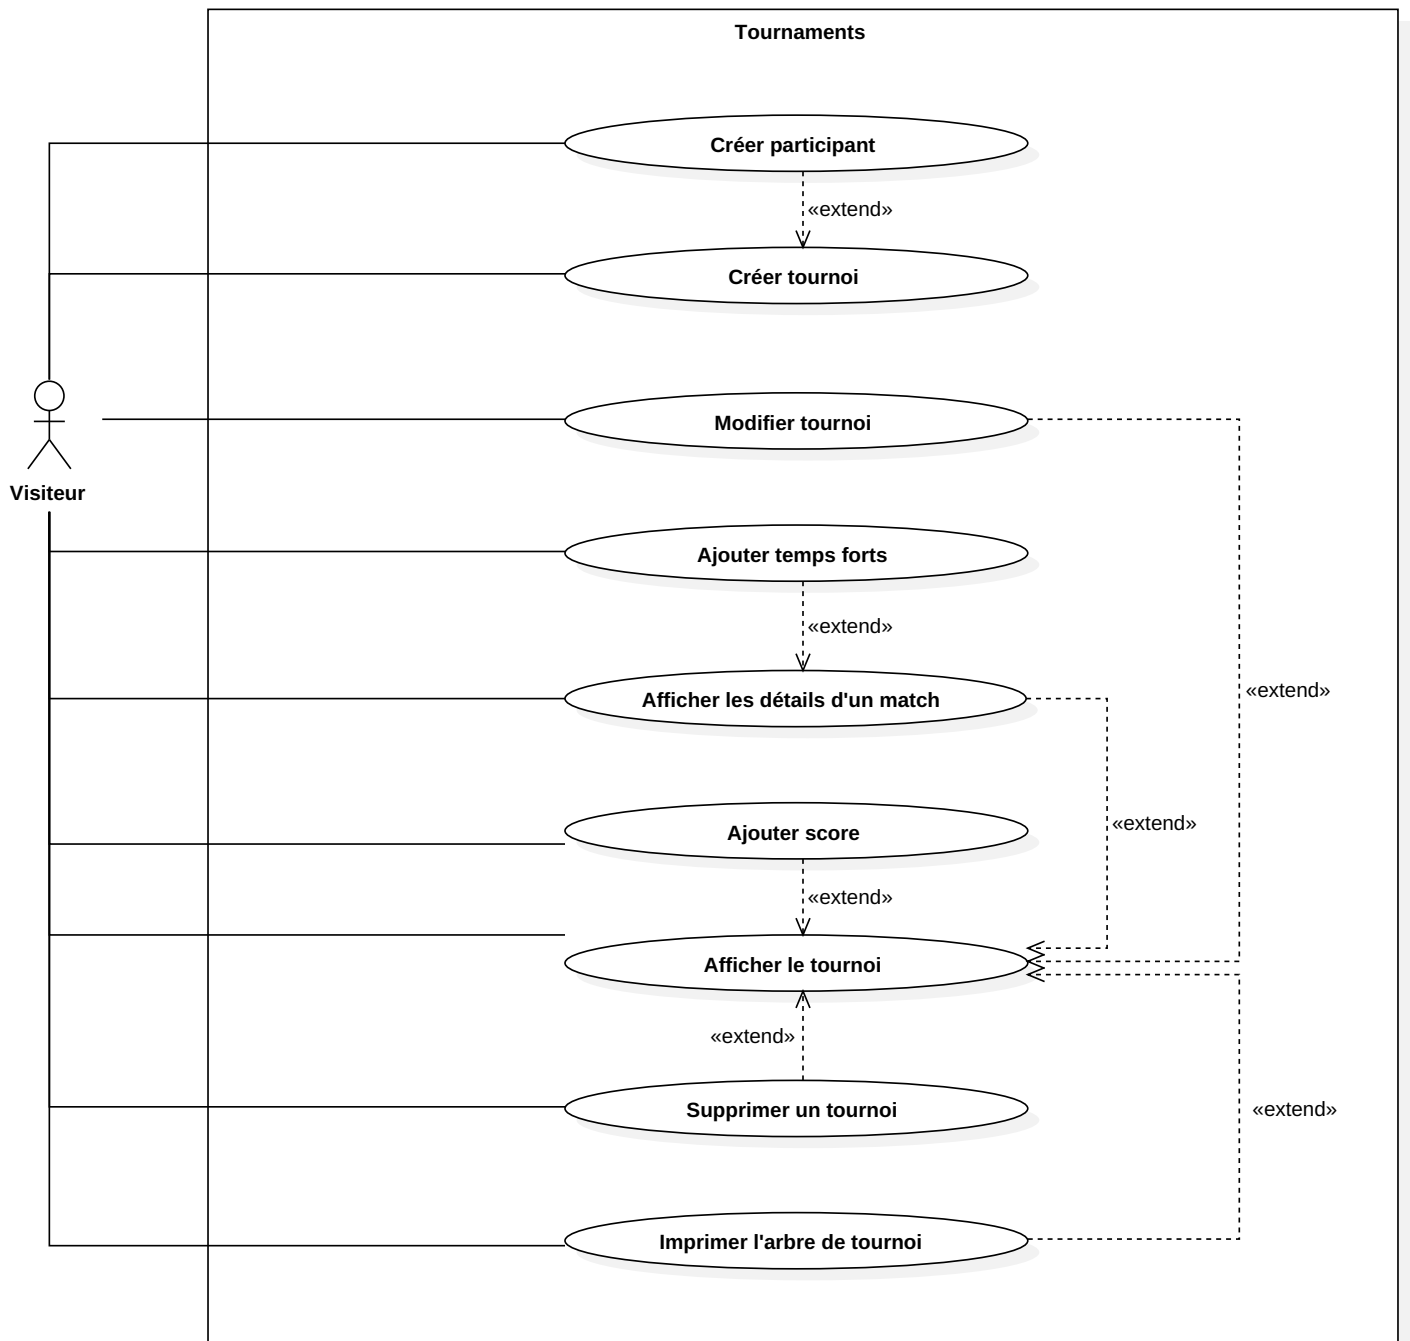 Tournaments
Créer participant
«extend»
Créer tournoi
Modifier tournoi
Visiteur
Ajouter temps forts
«extend»
Afficher les détails d'un match
«extend»
Ajouter score
«extend»
«extend»
Afficher le tournoi
«extend»
Supprimer un tournoi
«extend»
Imprimer l'arbre de tournoi